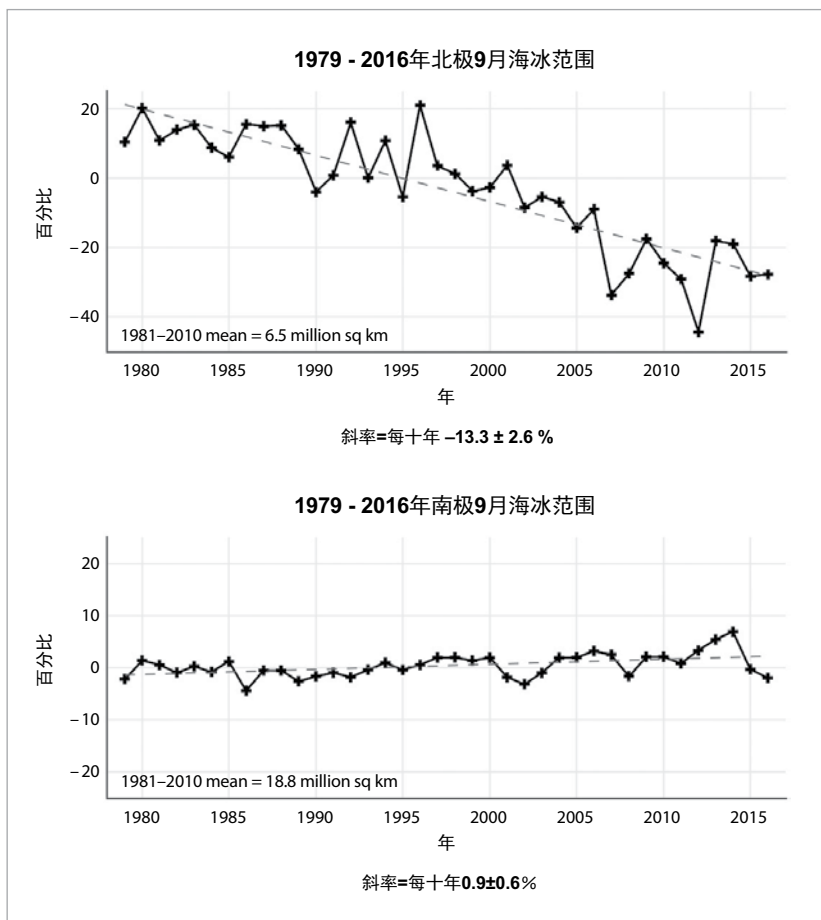 1979 - 2016年北极9月海冰范围
百分比
20
0
−20
−40
1981–2010 mean = 6.5 million sq km
1980 1985 1990 1995 2000 2005 2010 2015
年
斜率=每十年 –13.3 ± 2.6 %
1979 - 2016年南极9月海冰范围
百分比
20
10
0
−10
−20
1981–2010 mean = 18.8 million sq km
1980 1985 1990 1995 2000 2005 2010 2015
年
斜率=每十年0.9±0.6%